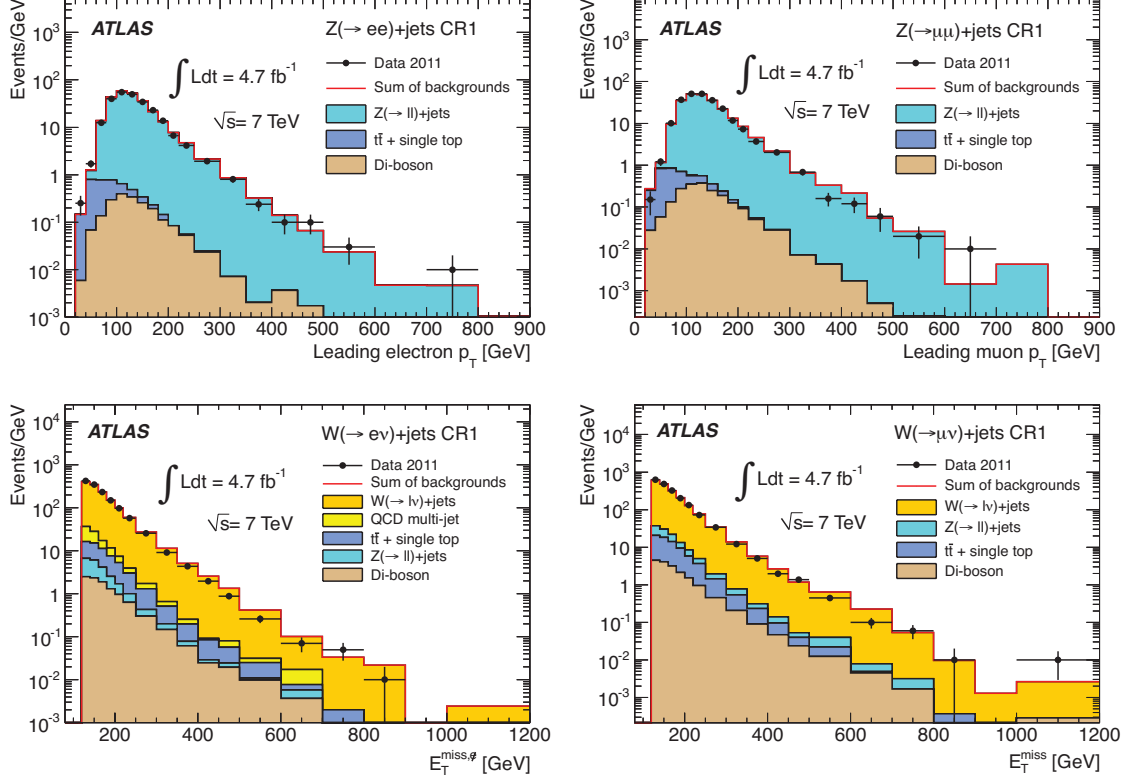 Events/GeV
ATLAS
Z(→ ee)+jets CR1
∫ Ldt = 4.7 fb⁻¹
√s= 7 TeV
Data 2011
Sum of backgrounds
Z(→ ll)+jets
tt̄ + single top
Di-boson
10³
10²
10
1
10⁻¹
10⁻²
10⁻³
0 100 200 300 400 500 600 700 800 900
Leading electron p_T [GeV]
Events/GeV
ATLAS
Z(→μμ)+jets CR1
∫ Ldt = 4.7 fb⁻¹
√s= 7 TeV
Data 2011
Sum of backgrounds
Z(→ ll)+jets
tt̄ + single top
Di-boson
10³
10²
10
1
10⁻¹
10⁻²
10⁻³
0 100 200 300 400 500 600 700 800 900
Leading muon p_T [GeV]
Events/GeV
ATLAS
W(→ eν)+jets CR1
∫ Ldt = 4.7 fb⁻¹
√s= 7 TeV
Data 2011
Sum of backgrounds
W(→ lν)+jets
QCD multi-jet
tt̄ + single top
Z(→ ll)+jets
Di-boson
10⁴
10³
10²
10
1
10⁻¹
10⁻²
10⁻³
200 400 600 800 1000 1200
E_T^miss,e̸ [GeV]
Events/GeV
ATLAS
W(→μν)+jets CR1
∫ Ldt = 4.7 fb⁻¹
√s= 7 TeV
Data 2011
Sum of backgrounds
W(→ lν)+jets
Z(→ ll)+jets
tt̄ + single top
Di-boson
10⁴
10³
10²
10
1
10⁻¹
10⁻²
10⁻³
200 400 600 800 1000 1200
E_T^miss [GeV]